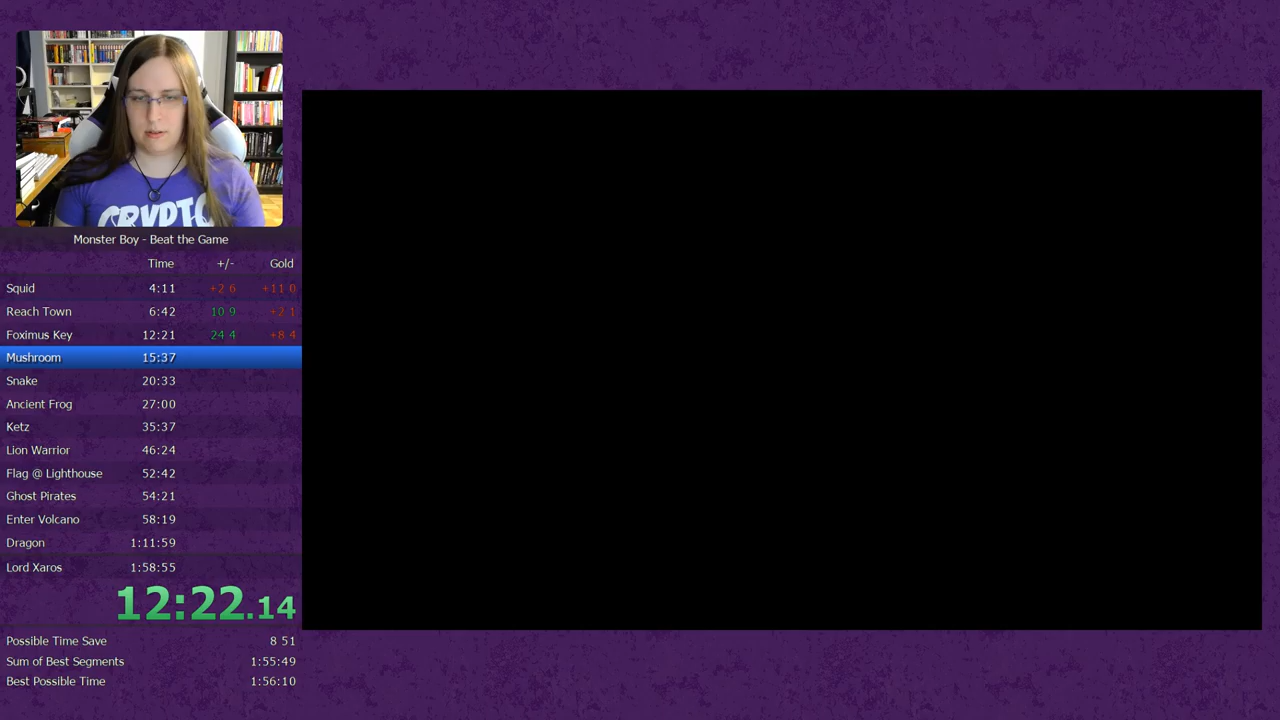 CRYPTO
Monster Boy - Beat the Game
Time +/- Gold
Squid 4:11 +2 6 +11 0
Reach Town 6:42 10 9 +2 1
Foximus Key 12:21 24 4 +8 4
Mushroom 15:37
Snake 20:33
Ancient Frog 27:00
Ketz 35:37
Lion Warrior 46:24
Flag @ Lighthouse 52:42
Ghost Pirates 54:21
Enter Volcano 58:19
Dragon 1:11:59
Lord Xaros 1:58:55
12:22.14
Possible Time Save 8 51
Sum of Best Segments 1:55:49
Best Possible Time 1:56:10